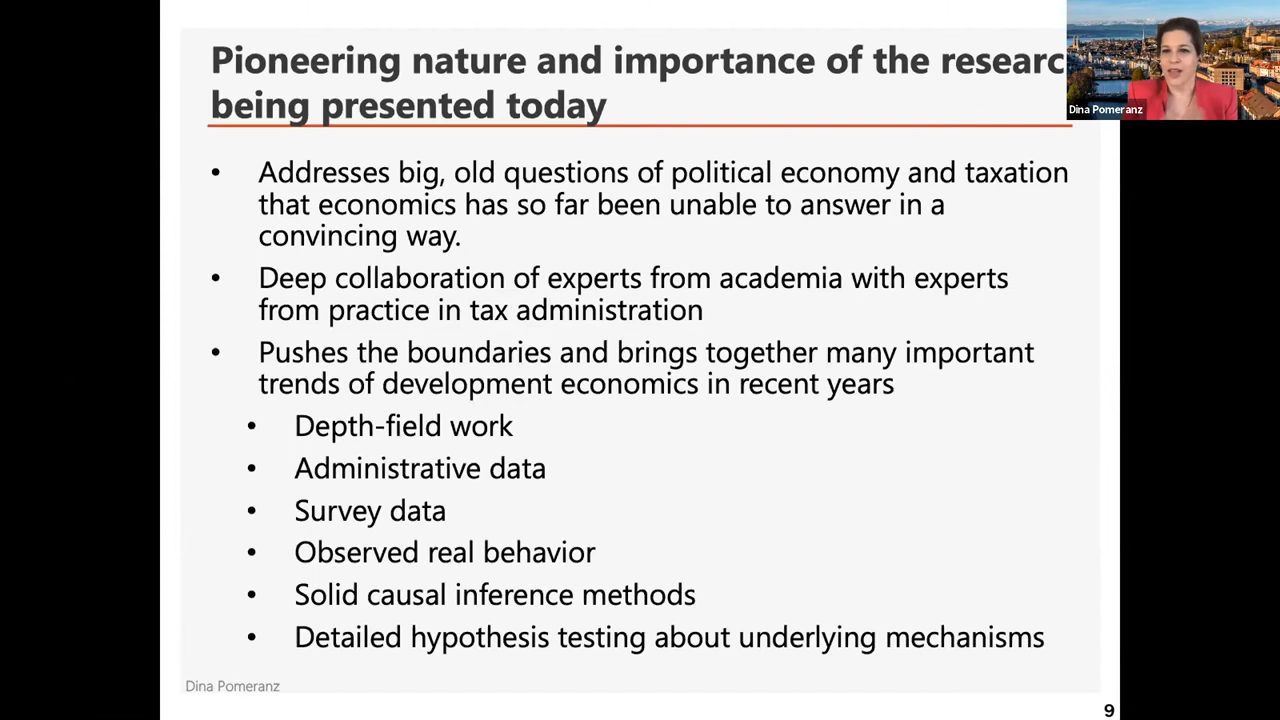 Pioneering nature and importance of the researc
being presented today
Dina Pomeranz
• Addresses big, old questions of political economy and taxation
that economics has so far been unable to answer in a
convincing way.
• Deep collaboration of experts from academia with experts
from practice in tax administration
• Pushes the boundaries and brings together many important
trends of development economics in recent years
• Depth-field work
• Administrative data
• Survey data
• Observed real behavior
• Solid causal inference methods
• Detailed hypothesis testing about underlying mechanisms
Dina Pomeranz
9